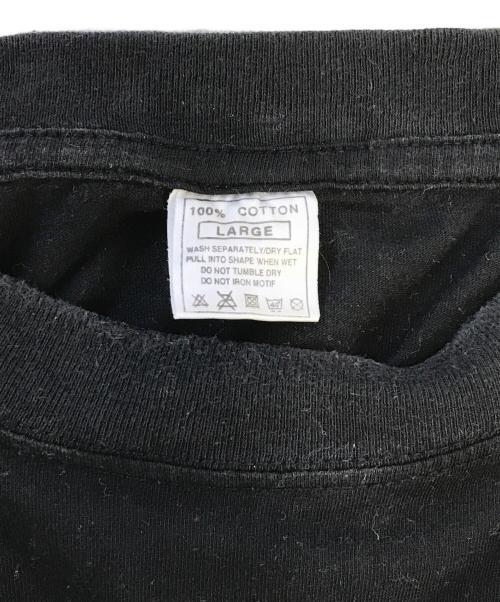 100% COTTON
LARGE
WASH SEPARATELY/DRY FLAT
PULL INTO SHAPE WHEN WET
DO NOT TUMBLE DRY
DO NOT IRON MOTIF